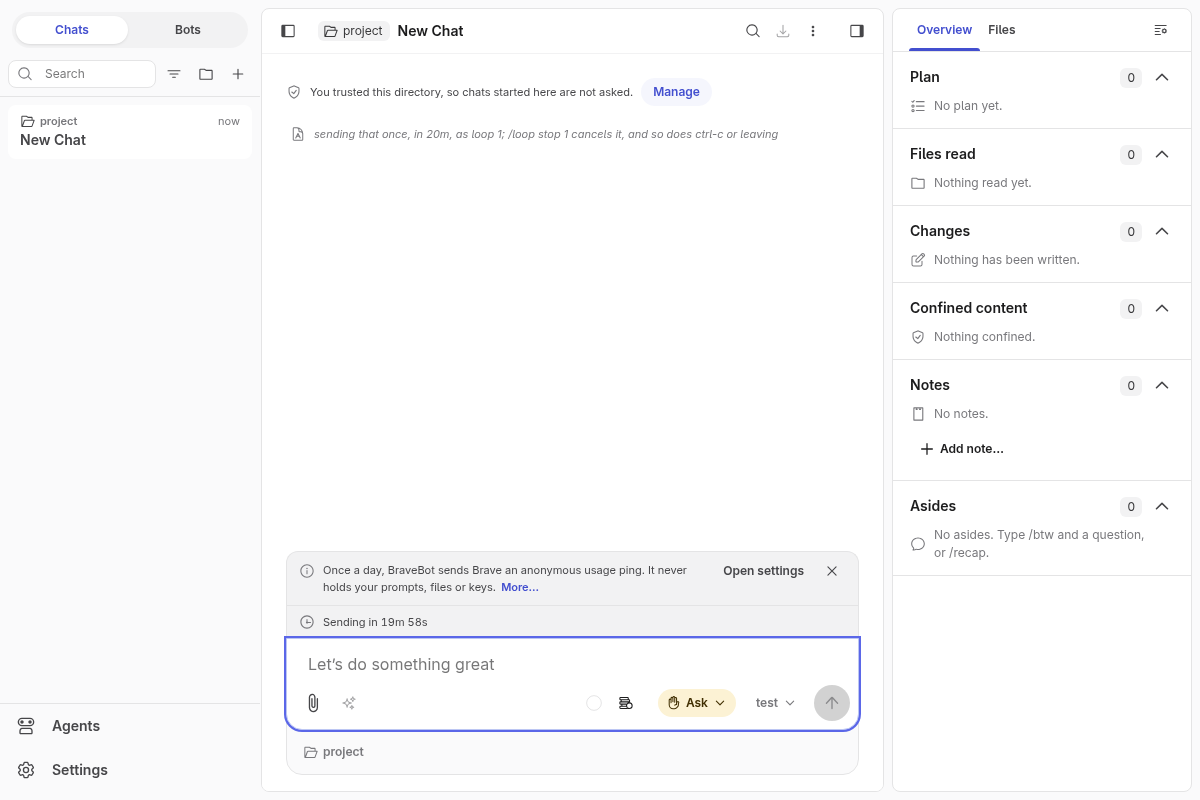 Chats
Bots
Search
project
now
New Chat
Agents
Settings
project
New Chat
You trusted this directory, so chats started here are not asked.
Manage
sending that once, in 20m, as loop 1; /loop stop 1 cancels it, and so does ctrl-c or leaving
Once a day, BraveBot sends Brave an anonymous usage ping. It never
holds your prompts, files or keys. More...
Open settings
Sending in 19m 58s
Let's do something great
Ask
test
project
Overview
Files
Plan
0
No plan yet.
Files read
0
Nothing read yet.
Changes
0
Nothing has been written.
Confined content
0
Nothing confined.
Notes
0
No notes.
Add note...
Asides
0
No asides. Type /btw and a question,
or /recap.